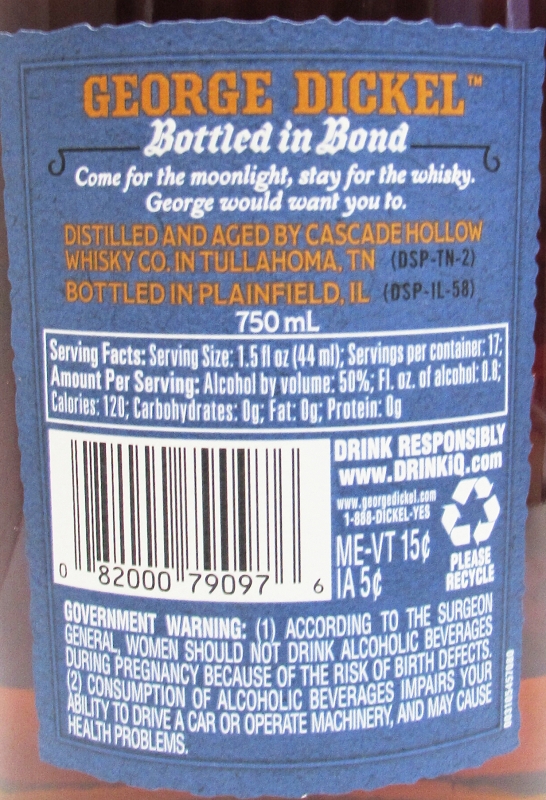 GEORGE DICKEL™
Bottled in Bond
Come for the moonlight, stay for the whisky.
George would want you to.
DISTILLED AND AGED BY CASCADE HOLLOW
WHISKY CO. IN TULLAHOMA, TN (DSP-TN-2)
BOTTLED IN PLAINFIELD, IL (DSP-IL-58)
750 mL
Serving Facts: Serving Size: 1.5 fl oz (44 ml); Servings per container: 17;
Amount Per Serving: Alcohol by volume: 50%; Fl. oz. of alcohol: 0.8;
Calories: 120; Carbohydrates: 0g; Fat: 0g; Protein: 0g
DRINK RESPONSIBLY
www.DRINKiQ.com
www.georgedickel.com
1-888-DICKEL-YES
ME-VT 15¢
IA 5¢
PLEASE
RECYCLE
0 82000 79097 6
GOVERNMENT WARNING: (1) ACCORDING TO THE SURGEON
GENERAL, WOMEN SHOULD NOT DRINK ALCOHOLIC BEVERAGES
DURING PREGNANCY BECAUSE OF THE RISK OF BIRTH DEFECTS.
(2) CONSUMPTION OF ALCOHOLIC BEVERAGES IMPAIRS YOUR
ABILITY TO DRIVE A CAR OR OPERATE MACHINERY, AND MAY CAUSE
HEALTH PROBLEMS.